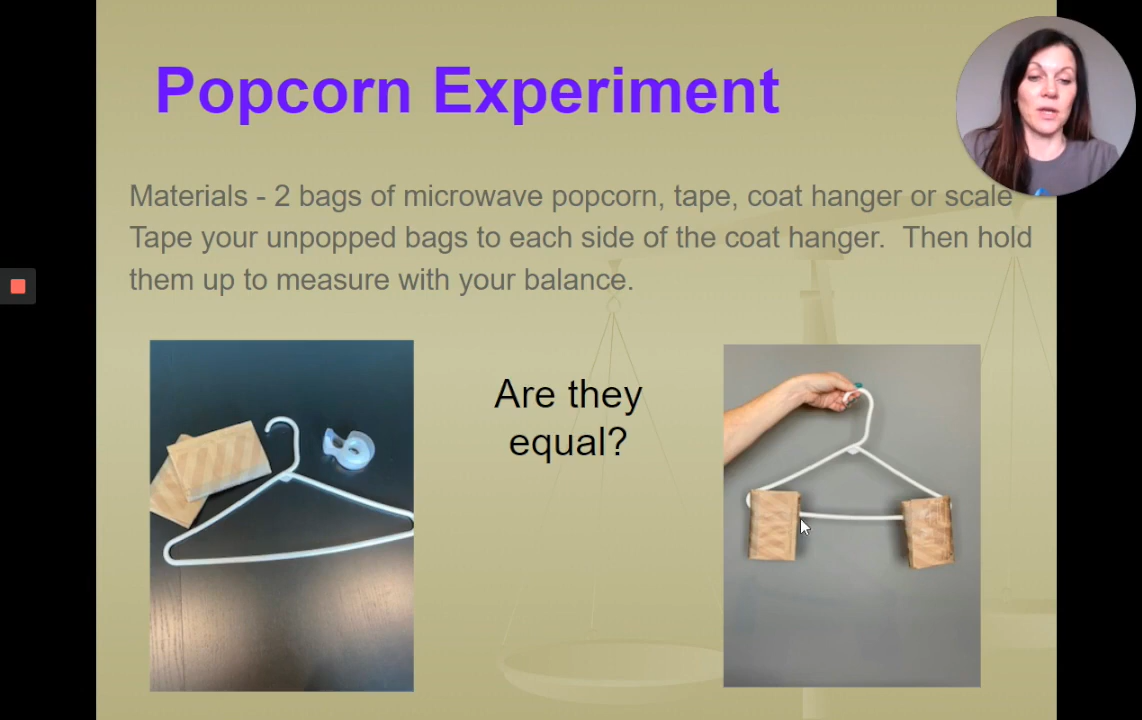 Popcorn Experiment
Materials - 2 bags of microwave popcorn, tape, coat hanger or scale
Tape your unpopped bags to each side of the coat hanger.  Then hold
them up to measure with your balance.
Are they
equal?